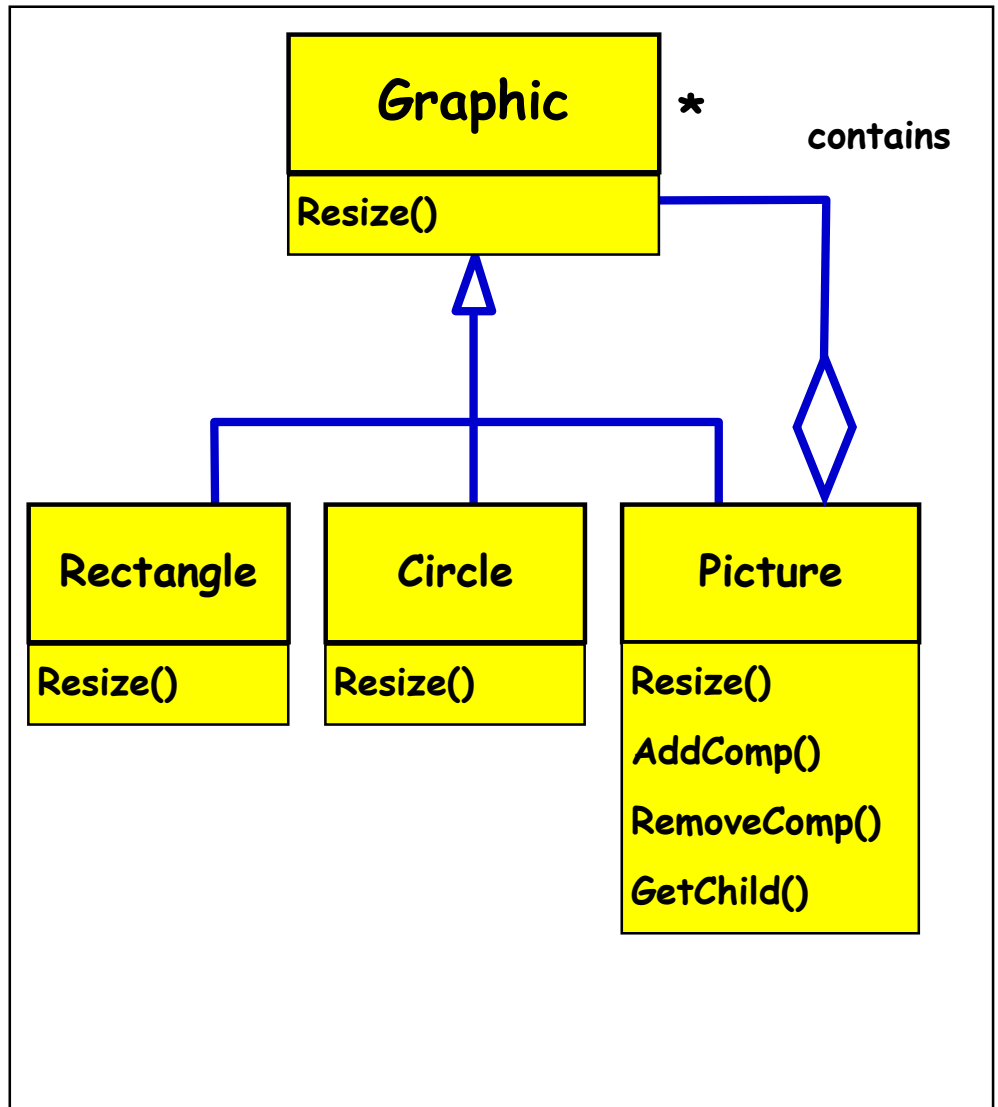 Graphic
*
contains
Resize()
Rectangle
Resize()
Circle
Resize()
Picture
Resize()
AddComp()
RemoveComp()
GetChild()